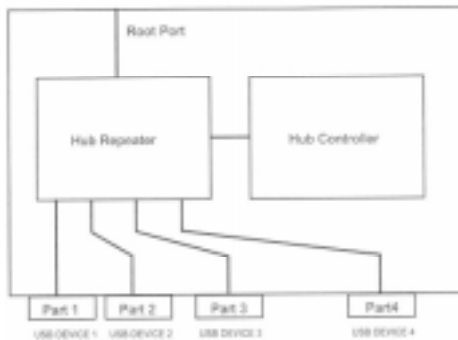 Root Port
Hub Repeater
Hub Controller
Part 1
Part 2
Part 3
Part4
USB DEVICE 1
USB DEVICE 2
USB DEVICE 3
USB DEVICE 4